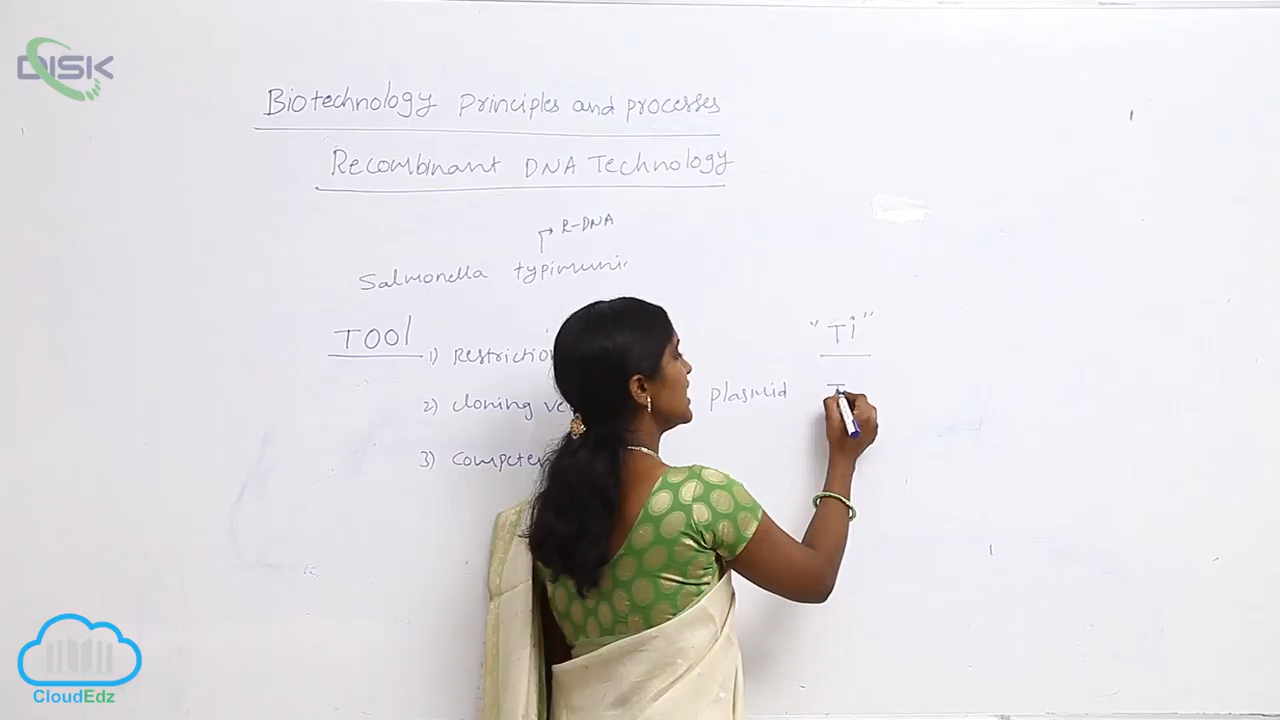 DISK
Biotechnology principles and processes
Recombinant DNA Technology
R-DNA
Salmonella typimuri
TOOL
1) Restriction
2) cloning ve
3) competen
plasmid
"Ti"
T
CloudEdz